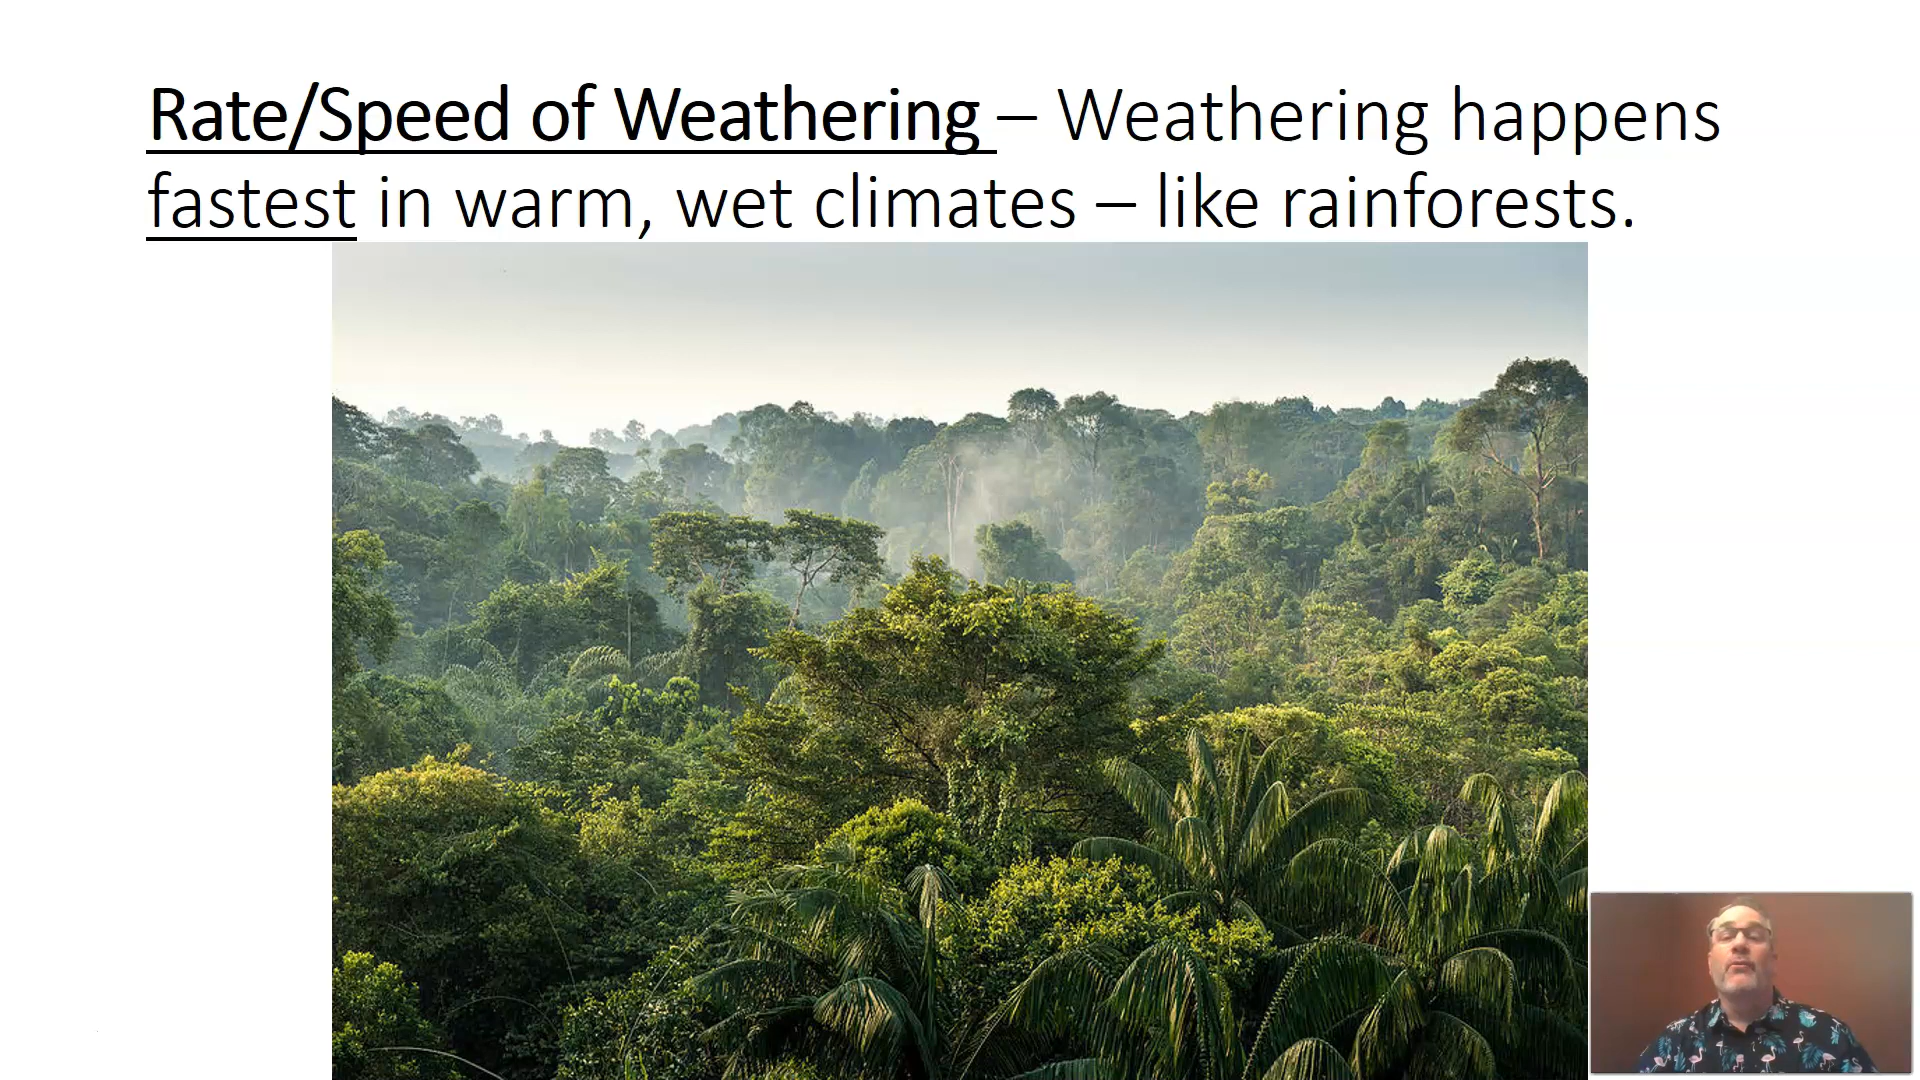 Rate/Speed of Weathering – Weathering happens
fastest in warm, wet climates – like rainforests.